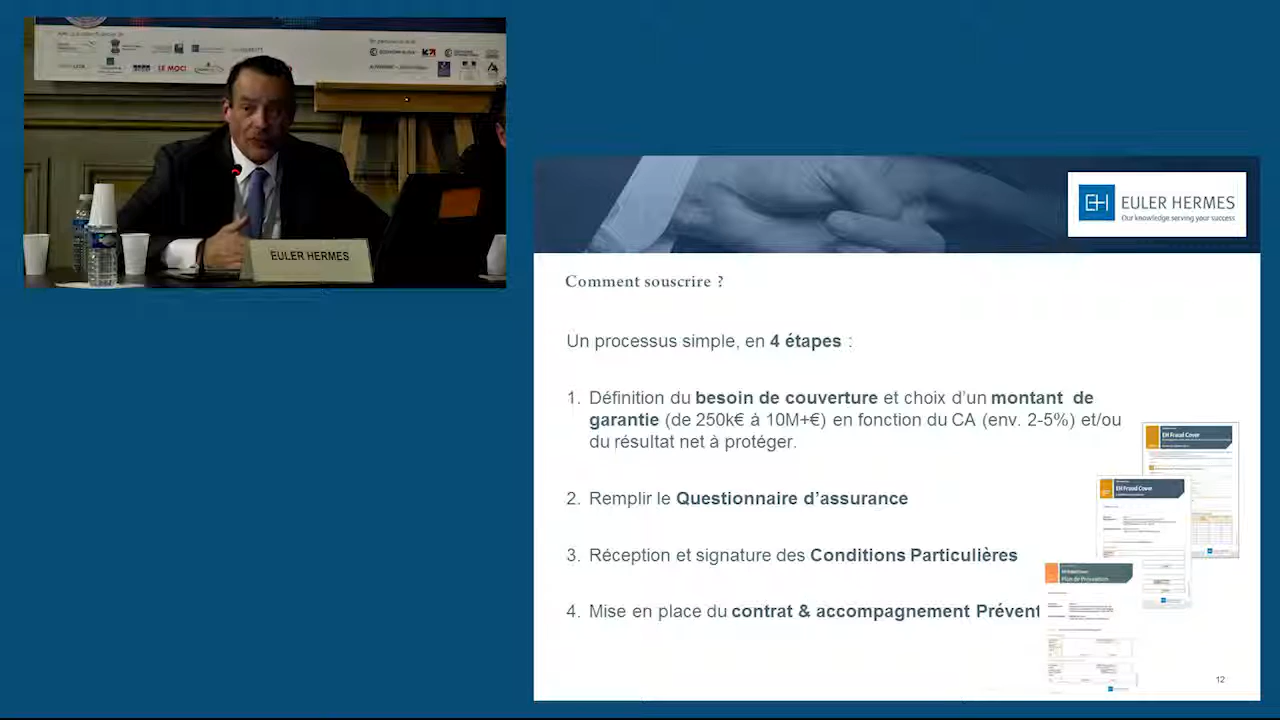 LE MOCI
EULER HERMES
EULER HERMES
Our knowledge serving your success
Comment souscrire ?
Un processus simple, en 4 étapes :
1. Définition du besoin de couverture et choix d'un montant de
garantie (de 250k€ à 10M+€) en fonction du CA (env. 2-5%) et/ou
du résultat net à protéger.
2. Remplir le Questionnaire d'assurance
3. Réception et signature des Conditions Particulières
4. Mise en place du contrat & accompagnement Prévent
EH Fraud Cover
EH Fraud Cover
Plan de Prévention
12